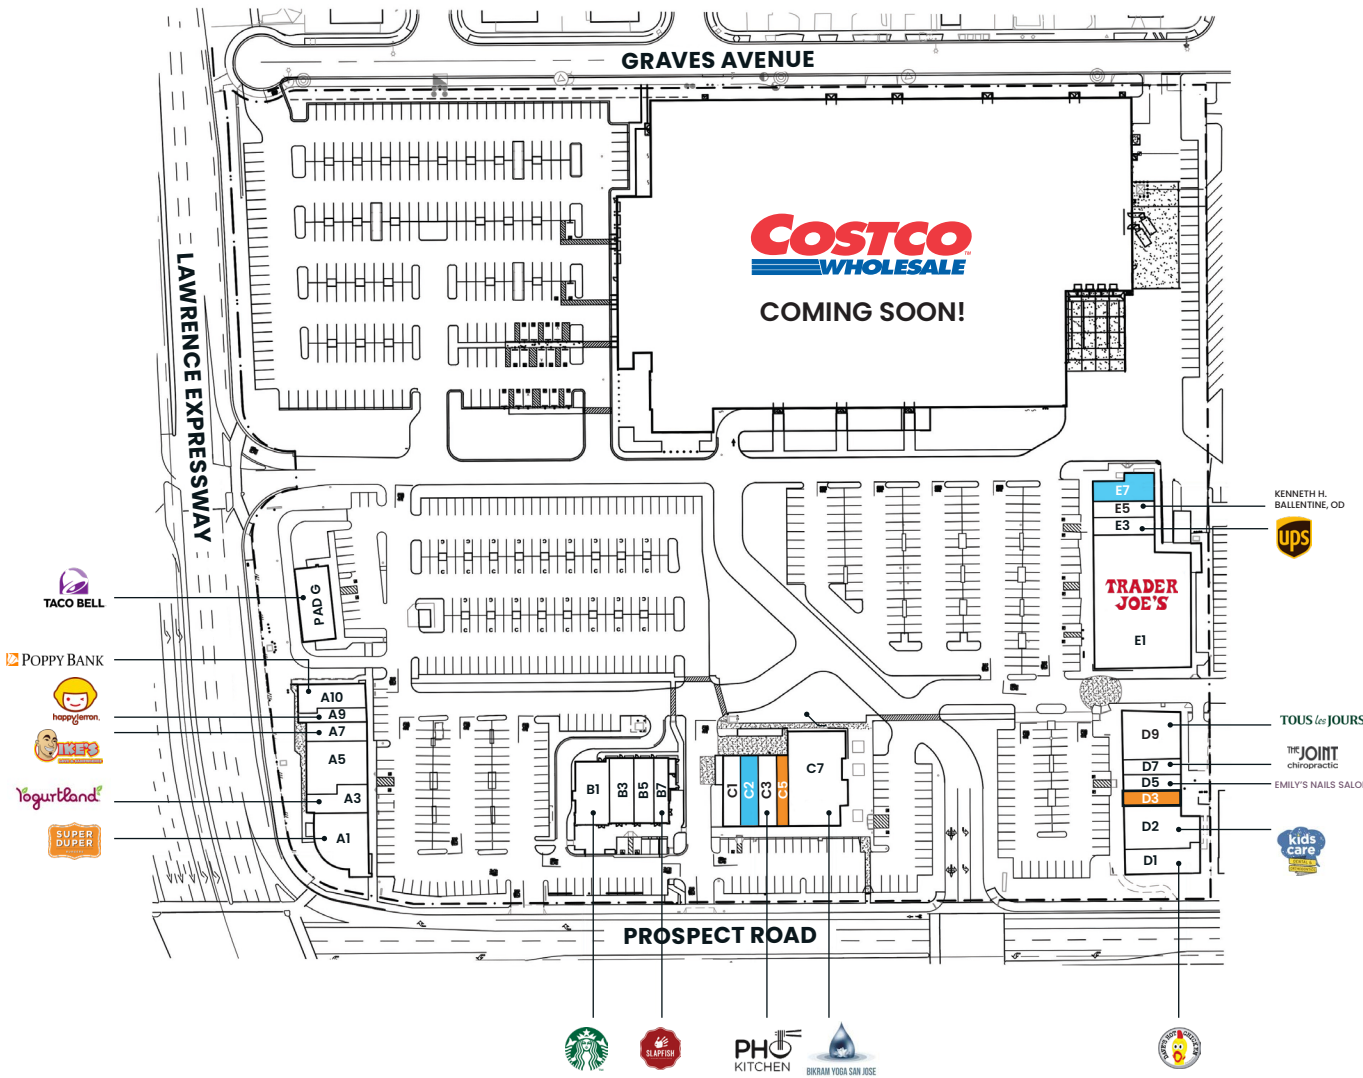 GRAVES AVENUE
COSTCO
WHOLESALE
COMING SOON!
LAWRENCE EXPRESSWAY
E7
E5
E3
KENNETH H.
BALLENTINE, OD
ups
TRADER
JOE'S
E1
TACO BELL
PAD G
POPPY BANK
happy lemon.
IKE'S
Yogurtland
SUPER
DUPER
A10
A9
A7
A5
A3
A1
B1
B3
B5
B7
C1
C2
C3
C5
C7
D9
D7
D5
D3
D2
D1
TOUS les JOURS
THE JOINT
chiropractic
EMILY'S NAILS SALO
kids
care
PROSPECT ROAD
SLAPFISH
PHO
KITCHEN
BIKRAM YOGA SAN JOSE
DAVE'S HOT CHICKEN